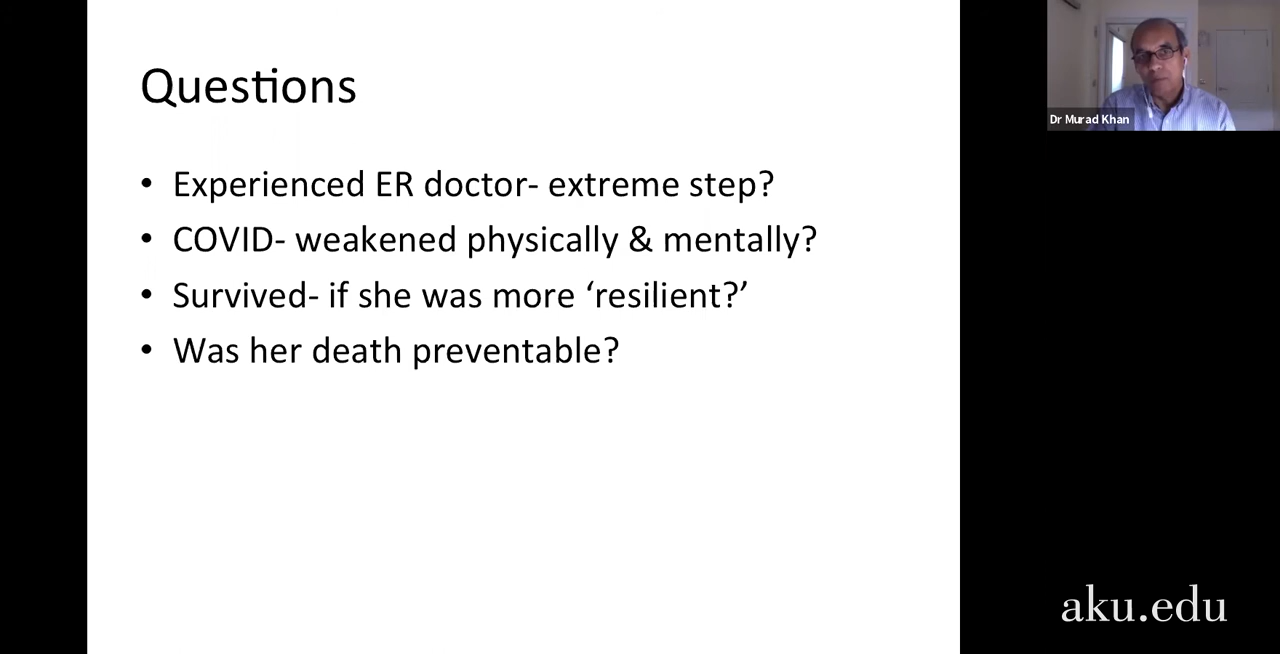 Questions
• Experienced ER doctor- extreme step?
• COVID- weakened physically & mentally?
• Survived- if she was more ‘resilient?’
• Was her death preventable?
Dr Murad Khan
aku.edu